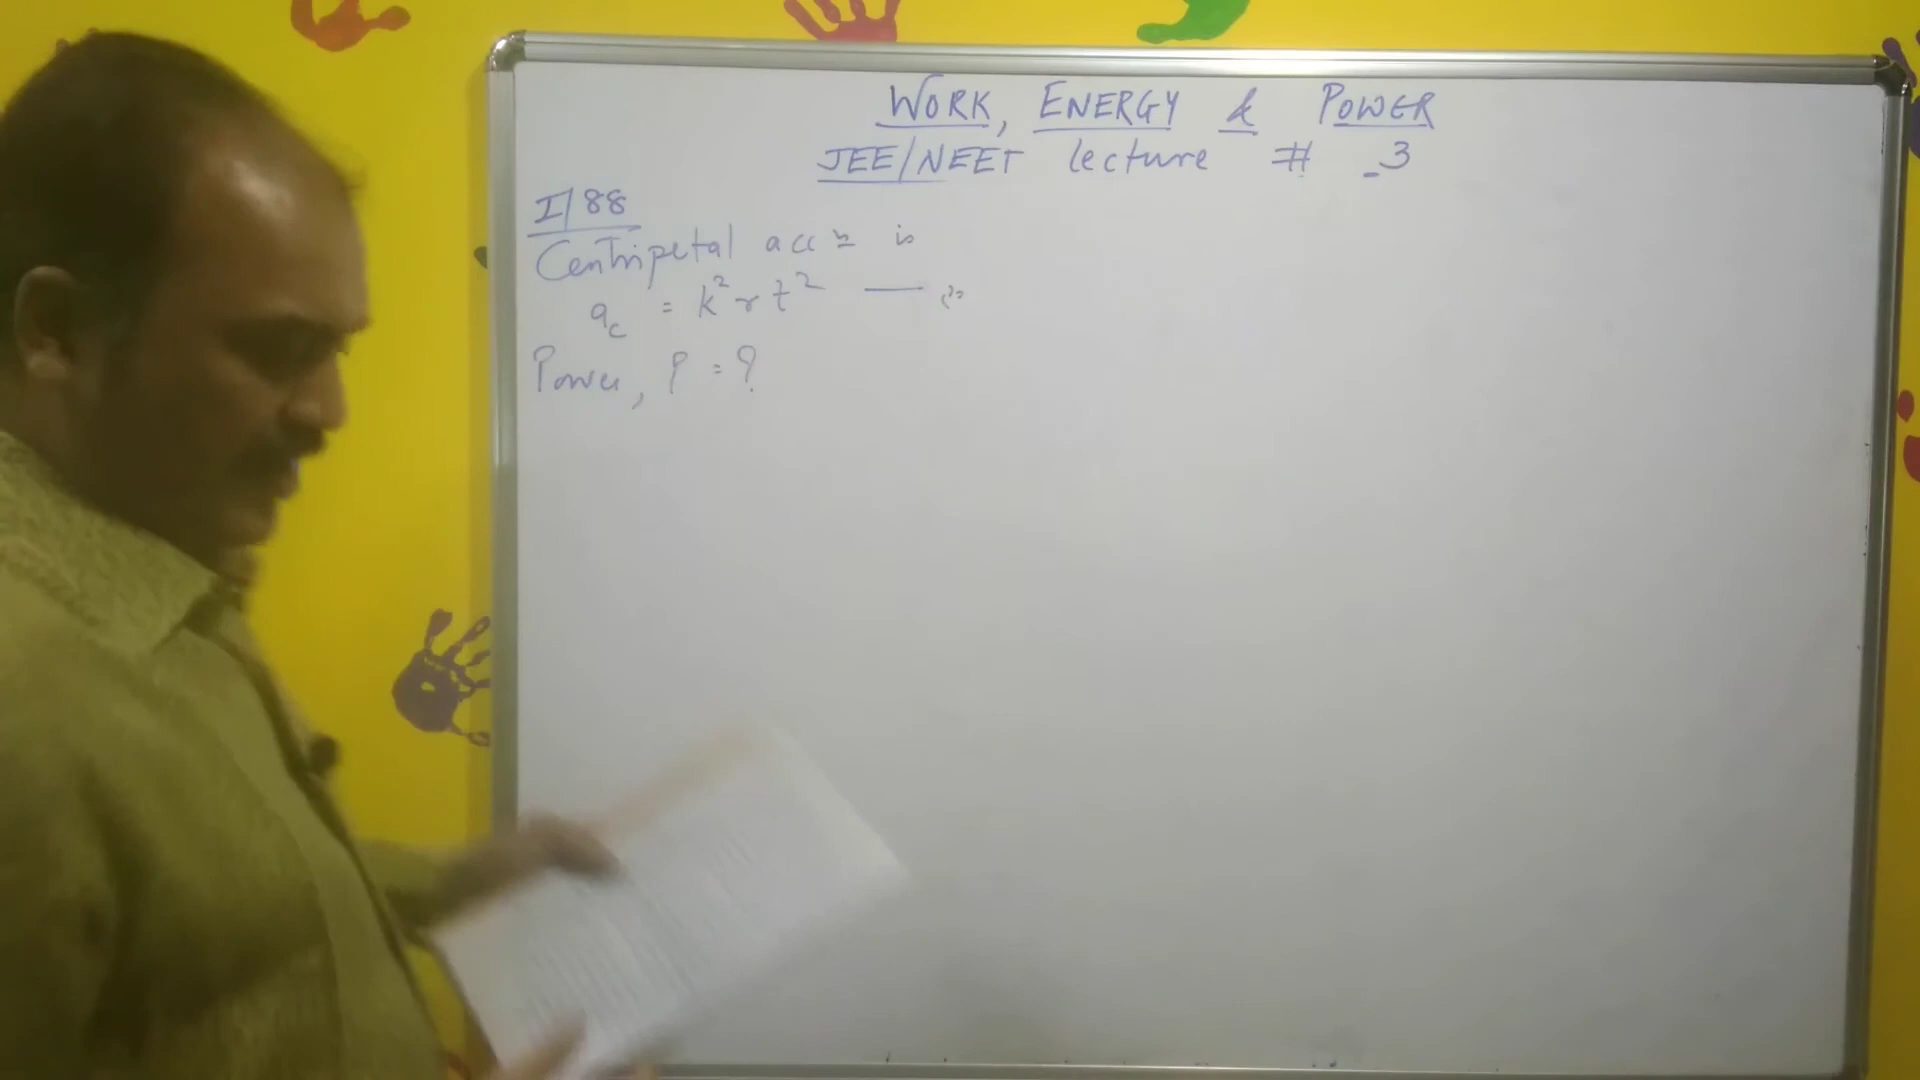 WORK, ENERGY & POWER
JEE/NEET lecture # 3
I/88
Centripetal accn is
ac = k²rt² —
Power, P = ?